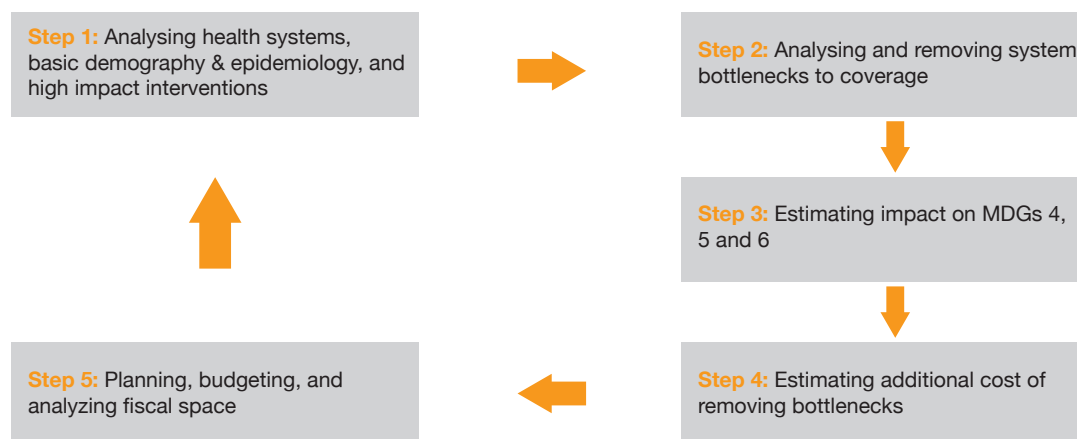 Step 1: Analysing health systems,
basic demography & epidemiology, and
high impact interventions
Step 2: Analysing and removing system
bottlenecks to coverage
Step 3: Estimating impact on MDGs 4,
5 and 6
Step 4: Estimating additional cost of
removing bottlenecks
Step 5: Planning, budgeting, and
analyzing fiscal space